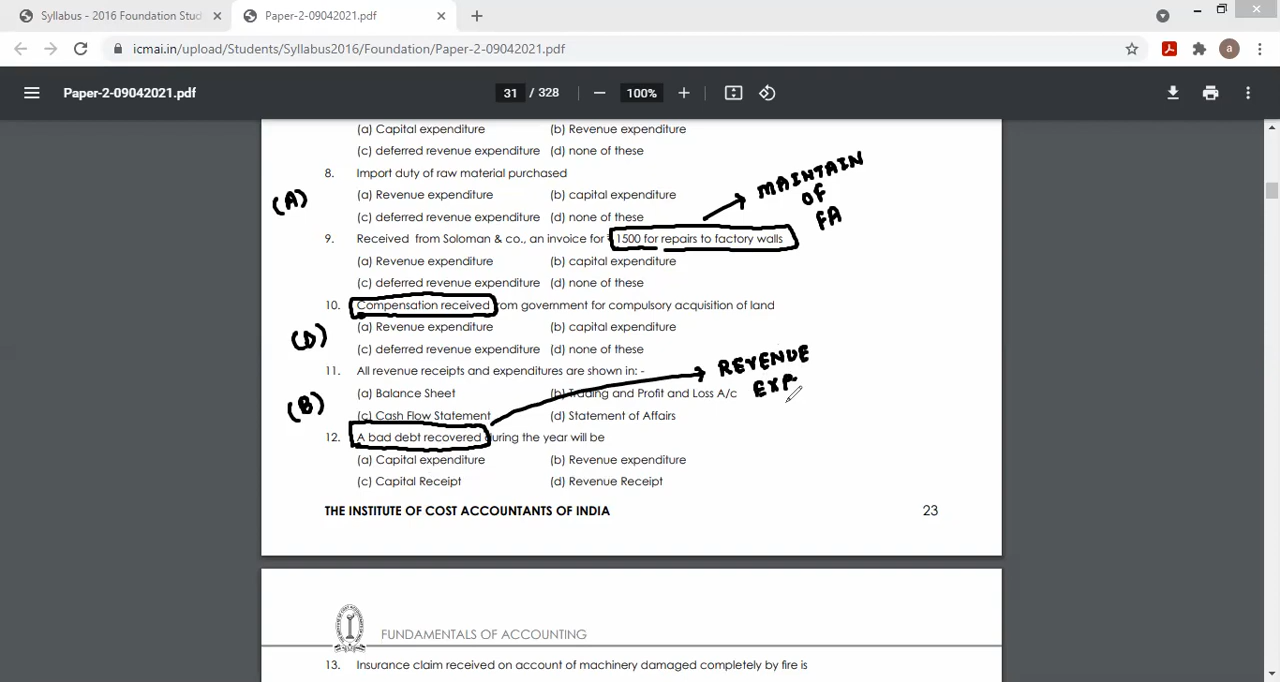 Syllabus - 2016 Foundation Stud
Paper-2-09042021.pdf
icmai.in/upload/Students/Syllabus2016/Foundation/Paper-2-09042021.pdf
a
Paper-2-09042021.pdf
31 / 328
100%
(a) Capital expenditure (b) Revenue expenditure
(c) deferred revenue expenditure (d) none of these
8. Import duty of raw material purchased
(A)
(a) Revenue expenditure (b) capital expenditure
(c) deferred revenue expenditure (d) none of these
MAINTAIN
OF
FA
9. Received from Soloman & co., an invoice for ₹1500 for repairs to factory walls
(a) Revenue expenditure (b) capital expenditure
(c) deferred revenue expenditure (d) none of these
10. Compensation received from government for compulsory acquisition of land
(D)
(a) Revenue expenditure (b) capital expenditure
(c) deferred revenue expenditure (d) none of these
11. All revenue receipts and expenditures are shown in: -
REVENUE
EXP
(B)
(a) Balance Sheet (b) Trading and Profit and Loss A/c
(c) Cash Flow Statement (d) Statement of Affairs
12. A bad debt recovered during the year will be
(a) Capital expenditure (b) Revenue expenditure
(c) Capital Receipt (d) Revenue Receipt
THE INSTITUTE OF COST ACCOUNTANTS OF INDIA 23
FUNDAMENTALS OF ACCOUNTING
13. Insurance claim received on account of machinery damaged completely by fire is